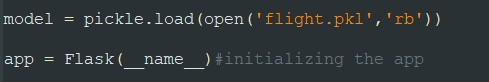 model = pickle.load(open('flight.pkl','rb'))
app = Flask(__name__)#initializing the app